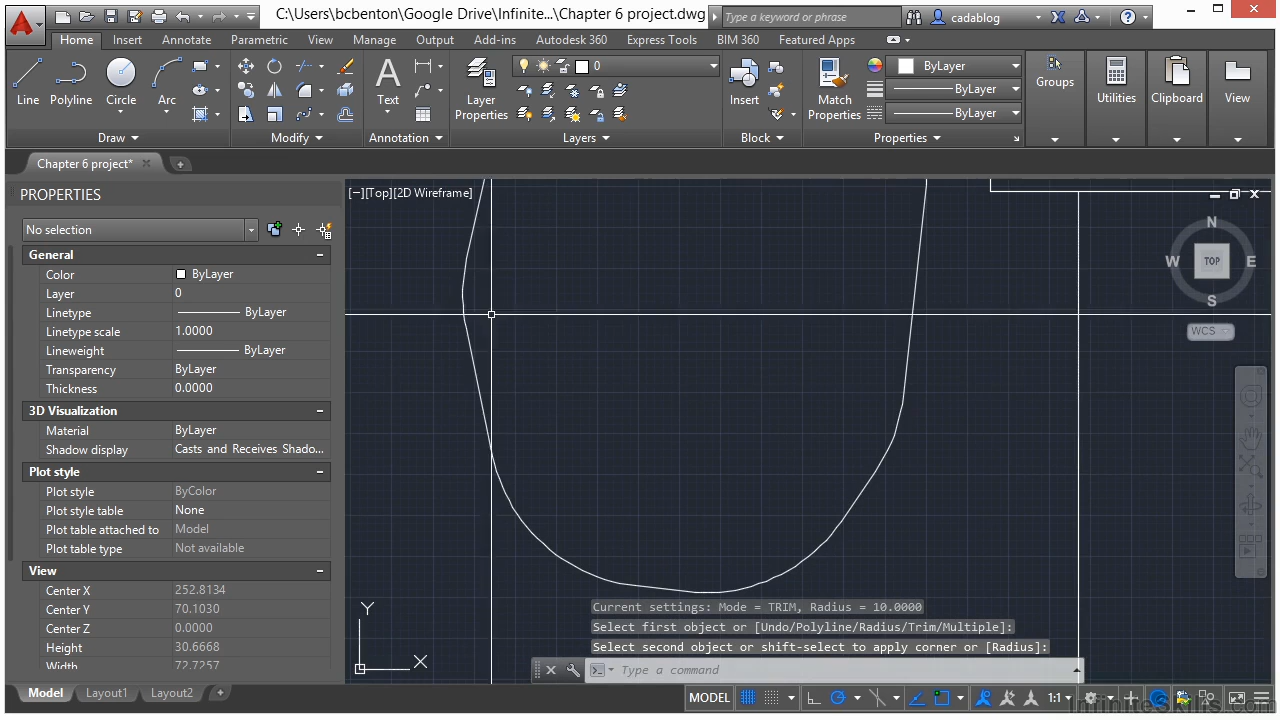 C:\Users\bcbenton\Google Drive\Infinite...\Chapter 6 project.dwg
Type a keyword or phrase
cadablog
Home Insert Annotate Parametric View Manage Output Add-ins Autodesk 360 Express Tools BIM 360 Featured Apps
Line Polyline Circle Arc
Text
Layer Properties
0
Insert
Match Properties
ByLayer
ByLayer
ByLayer
Groups Utilities Clipboard View
Draw Modify Annotation Layers Block Properties
Chapter 6 project*
PROPERTIES
[−][Top][2D Wireframe]
No selection
General
Color ByLayer
Layer 0
Linetype ByLayer
Linetype scale 1.0000
Lineweight ByLayer
Transparency ByLayer
Thickness 0.0000
3D Visualization
Material ByLayer
Shadow display Casts and Receives Shado...
Plot style
Plot style ByColor
Plot style table None
Plot table attached to Model
Plot table type Not available
View
Center X 252.8134
Center Y 70.1030
Center Z 0.0000
Height 30.6668
Width 72.7257
N
W TOP E
S
WCS
Y
X
Current settings: Mode = TRIM, Radius = 10.0000
Select first object or [Undo/Polyline/Radius/Trim/Multiple]:
Select second object or shift-select to apply corner or [Radius]:
Type a command
Model Layout1 Layout2
MODEL 1:1
InfiniteSkills.com